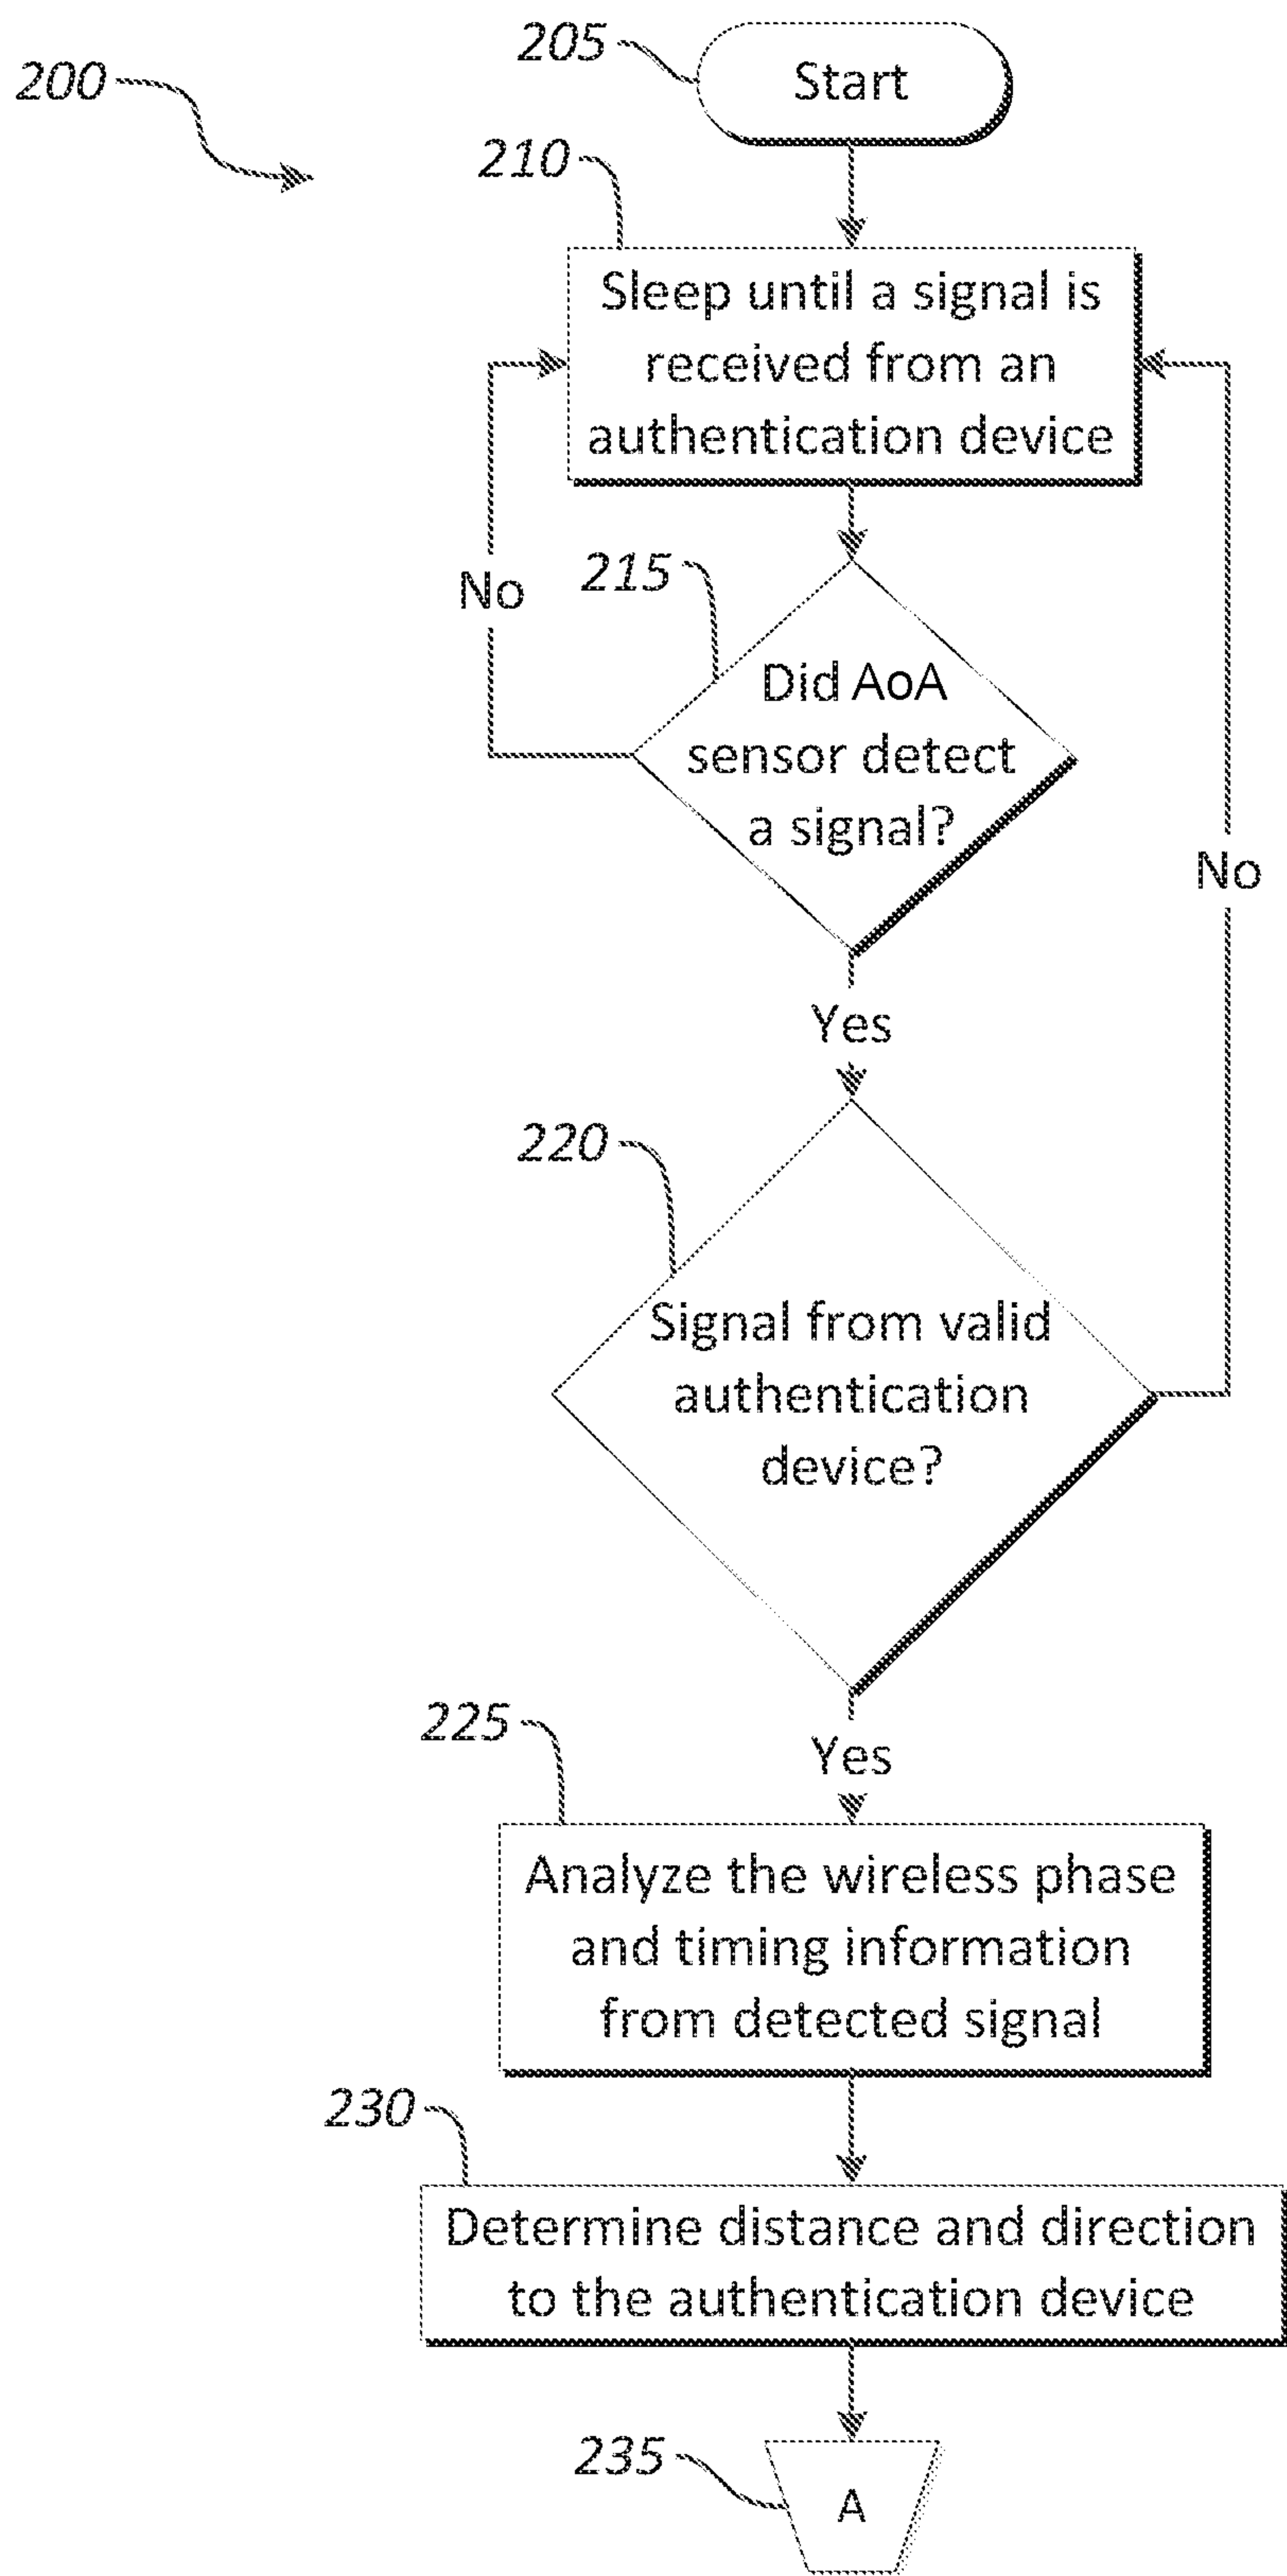 200
205
Start
210
Sleep until a signal is
received from an
authentication device
No
215
Did AoA
sensor detect
a signal?
No
Yes
220
Signal from valid
authentication
device?
225
Yes
Analyze the wireless phase
and timing information
from detected signal
230
Determine distance and direction
to the authentication device
235
A